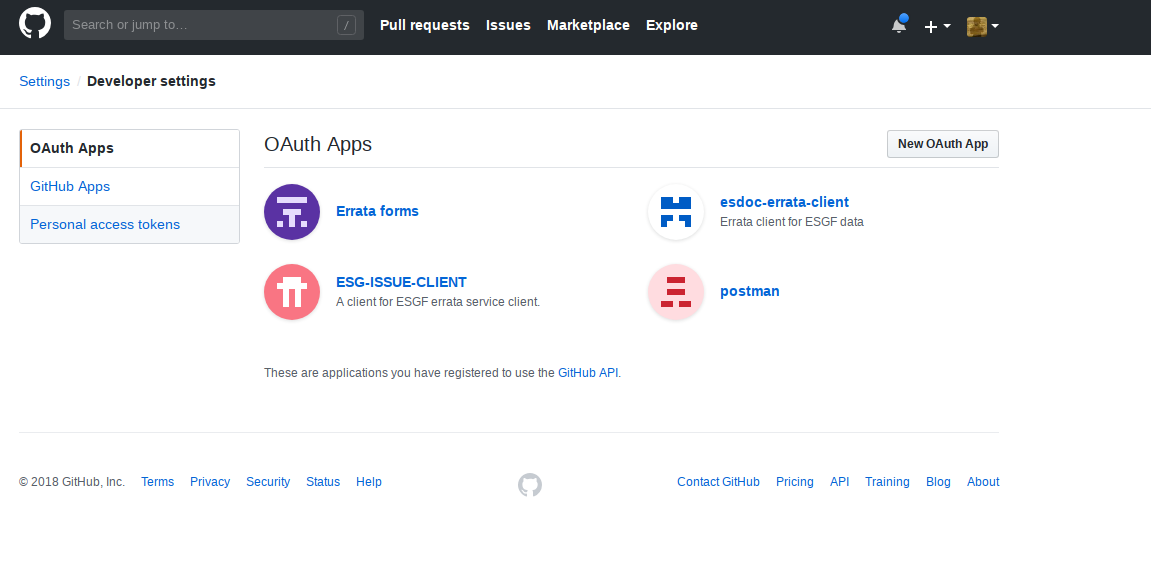 Search or jump to… /
Pull requests Issues Marketplace Explore
Settings / Developer settings
OAuth Apps
GitHub Apps
Personal access tokens
OAuth Apps
New OAuth App
Errata forms
esdoc-errata-client
Errata client for ESGF data
ESG-ISSUE-CLIENT
A client for ESGF errata service client.
postman
These are applications you have registered to use the GitHub API.
© 2018 GitHub, Inc. Terms Privacy Security Status Help
Contact GitHub Pricing API Training Blog About